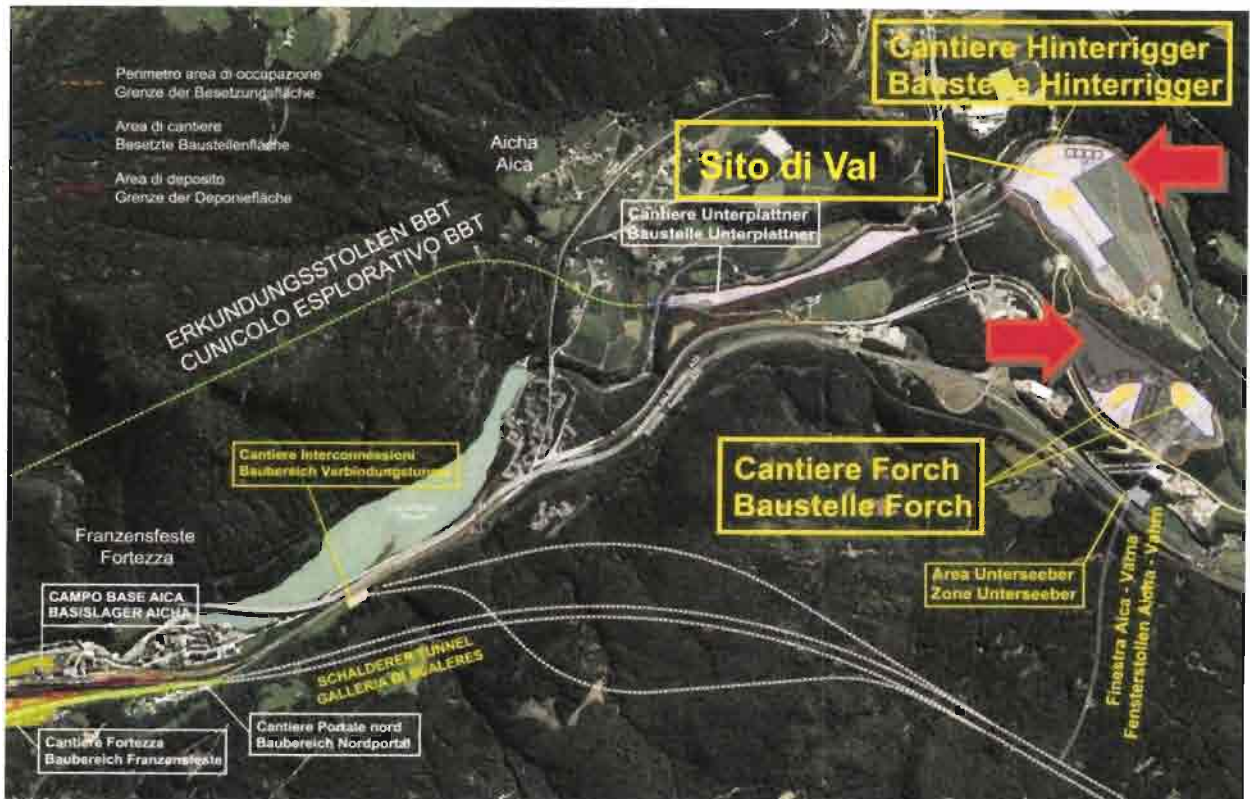 Perimetro area di occupazione
Grenze der Besetzungsfläche
Area di cantiere
Besetzte Baustellenfläche
Area di deposito
Grenze der Deponiefläche
Cantiere Hinterrigger
Baustelle Hinterrigger
Aicha
Aica
Sito di Val
Cantiere Unterplattner
Baustelle Unterplattner
ERKUNDUNGSSTOLLEN BBT
CUNICOLO ESPLORATIVO BBT
Cantiere Interconnessioni
Baubereich Verbindungstunnel
Cantiere Forch
Baustelle Forch
Franzensfeste
Fortezza
Area Unterseeber
Zone Unterseeber
CAMPO BASE AICA
BASISLAGER AICHA
SCHALDERER TUNNEL
GALLERIA DI SCALERES
Finestra Aica - Varna
Fensterstollen Aicha - Vahrn
Cantiere Portale nord
Baubereich Nordportal
Cantiere Fortezza
Baubereich Franzensfeste